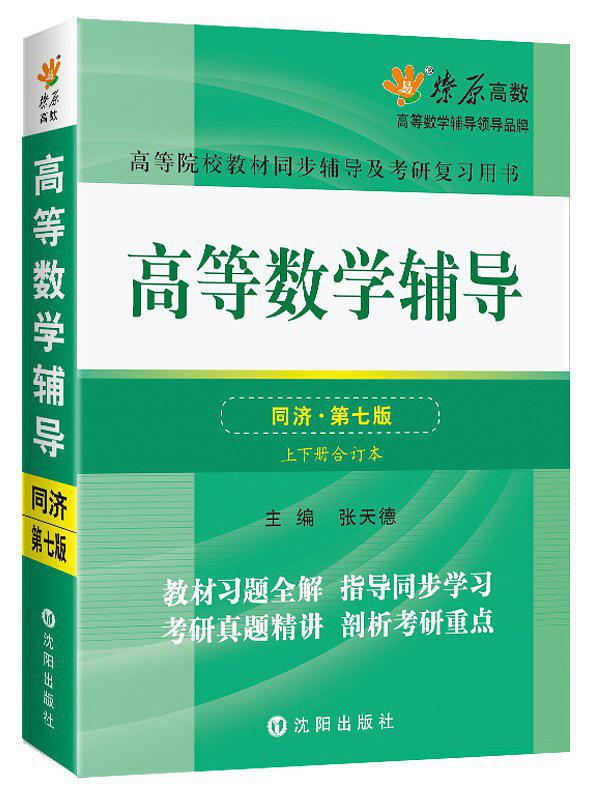 燎原高数
高等数学辅导领导品牌
高等院校教材同步辅导及考研复习用书
高等数学辅导
同济·第七版
上下册合订本
主编 张天德
教材习题全解 指导同步学习
考研真题精讲 剖析考研重点
沈阳出版社
易
燎原
高数
高等数学辅导
同济
第七版
沈阳出版社